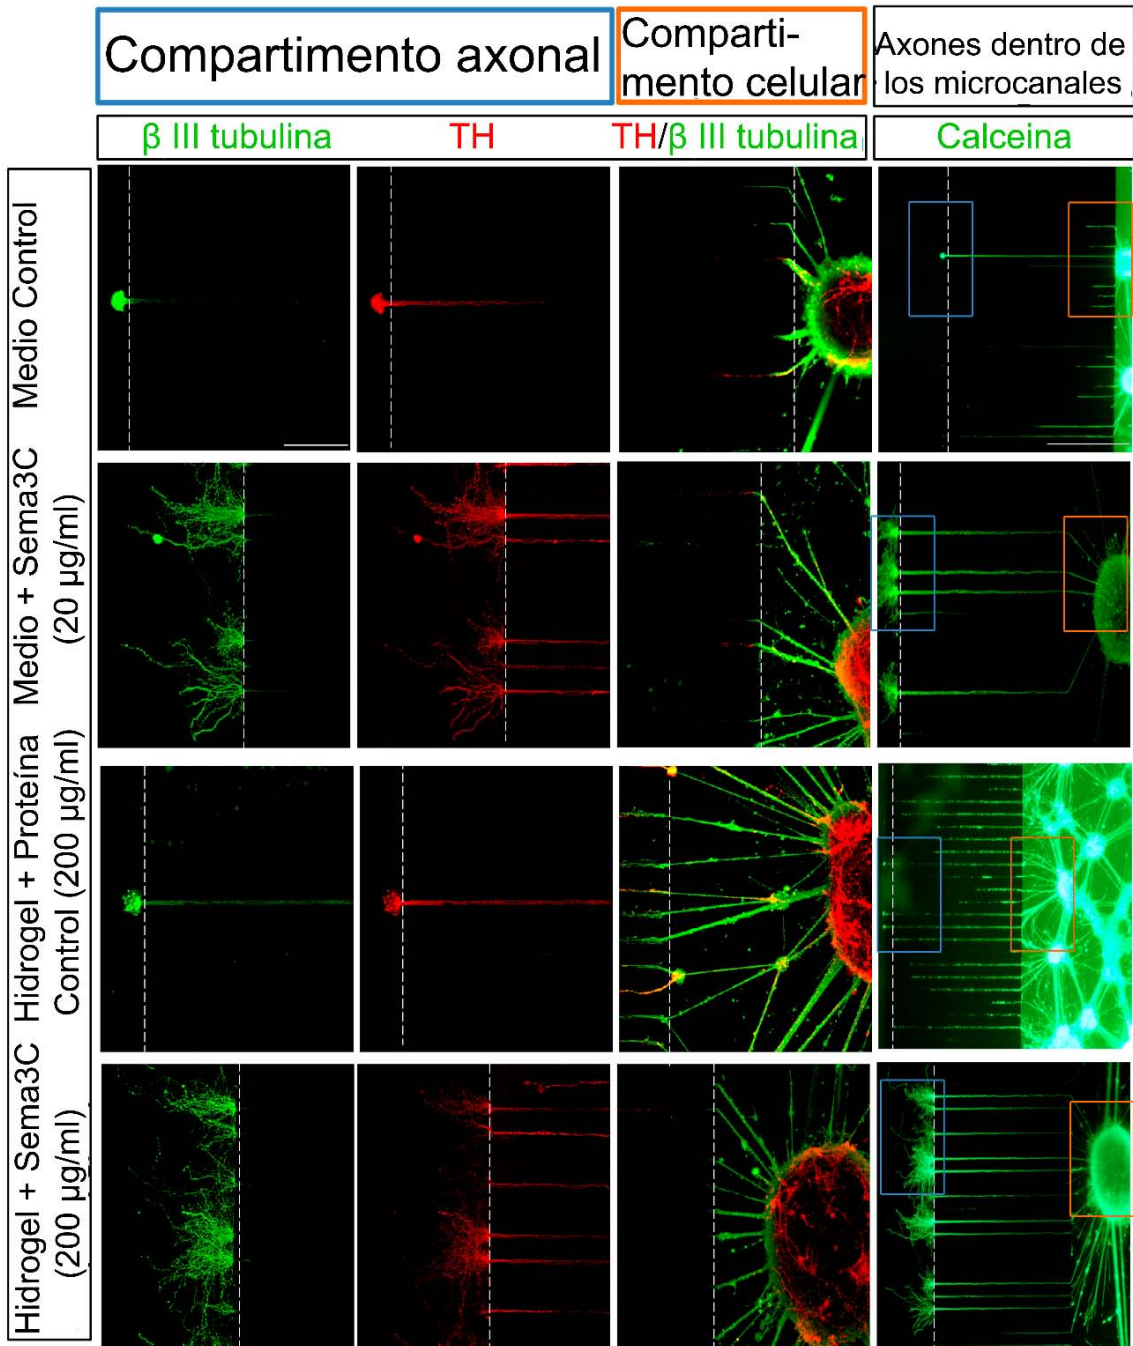 Compartimento axonal
Comparti-
mento celular
Axones dentro de
los microcanales
β III tubulina
TH
TH/β III tubulina
Calceina
Medio Control
Medio + Sema3C
(20 µg/ml)
Hidrogel + Proteína
Control (200 µg/ml)
Hidrogel + Sema3C
(200 µg/ml)